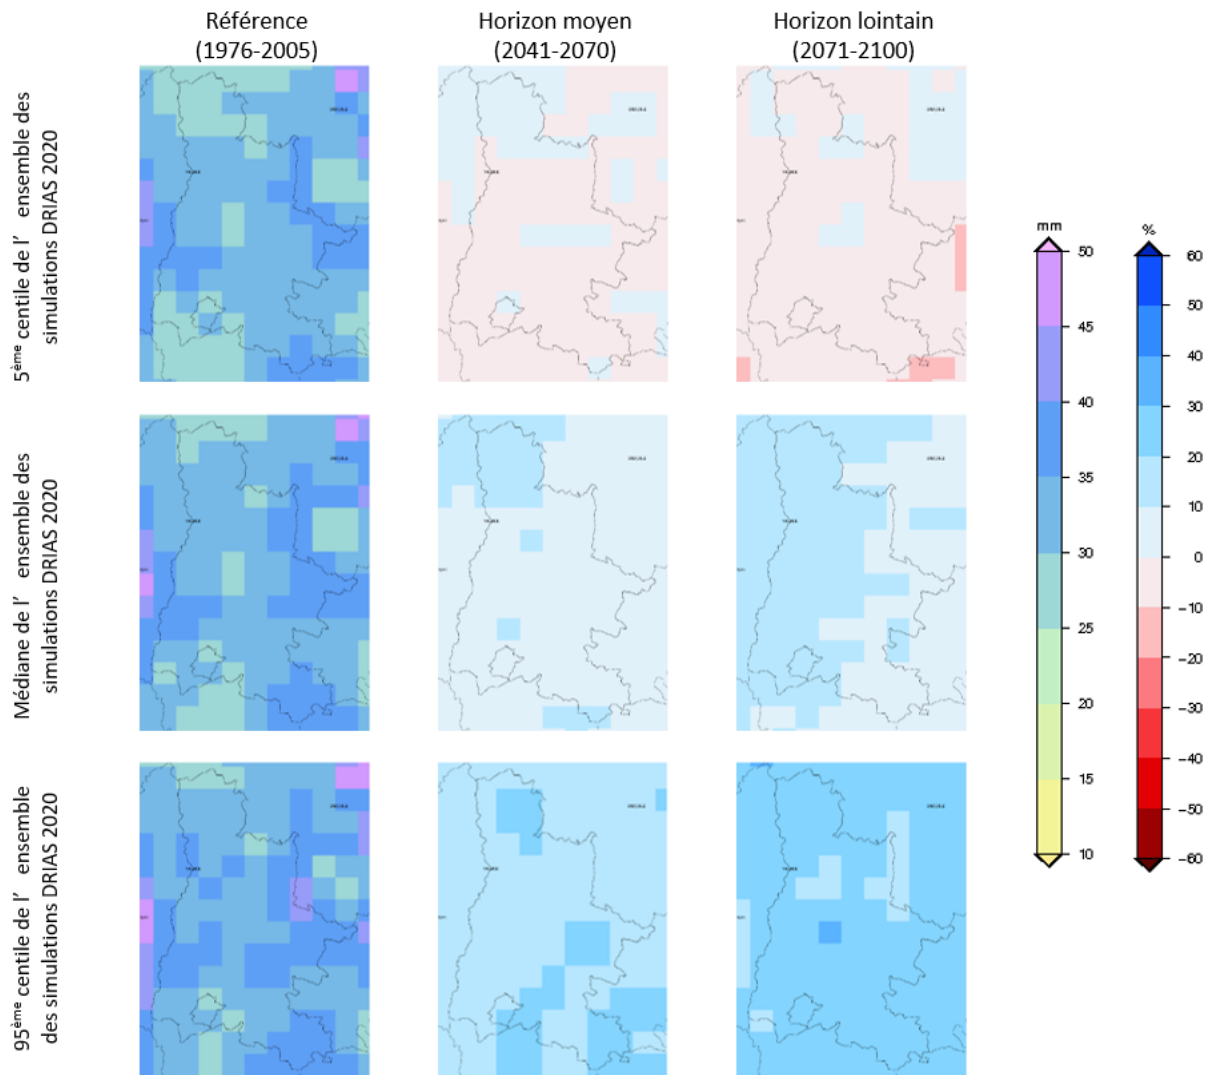 Référence
(1976-2005)
Horizon moyen
(2041-2070)
Horizon lointain
(2071-2100)
5ème centile de l' ensemble des
simulations DRIAS 2020
Médiane de l' ensemble des
simulations DRIAS 2020
95ème centile de l' ensemble
des simulations DRIAS 2020
mm
50
45
40
35
30
25
20
15
10
%
60
50
40
30
20
10
0
−10
−20
−30
−40
−50
−60